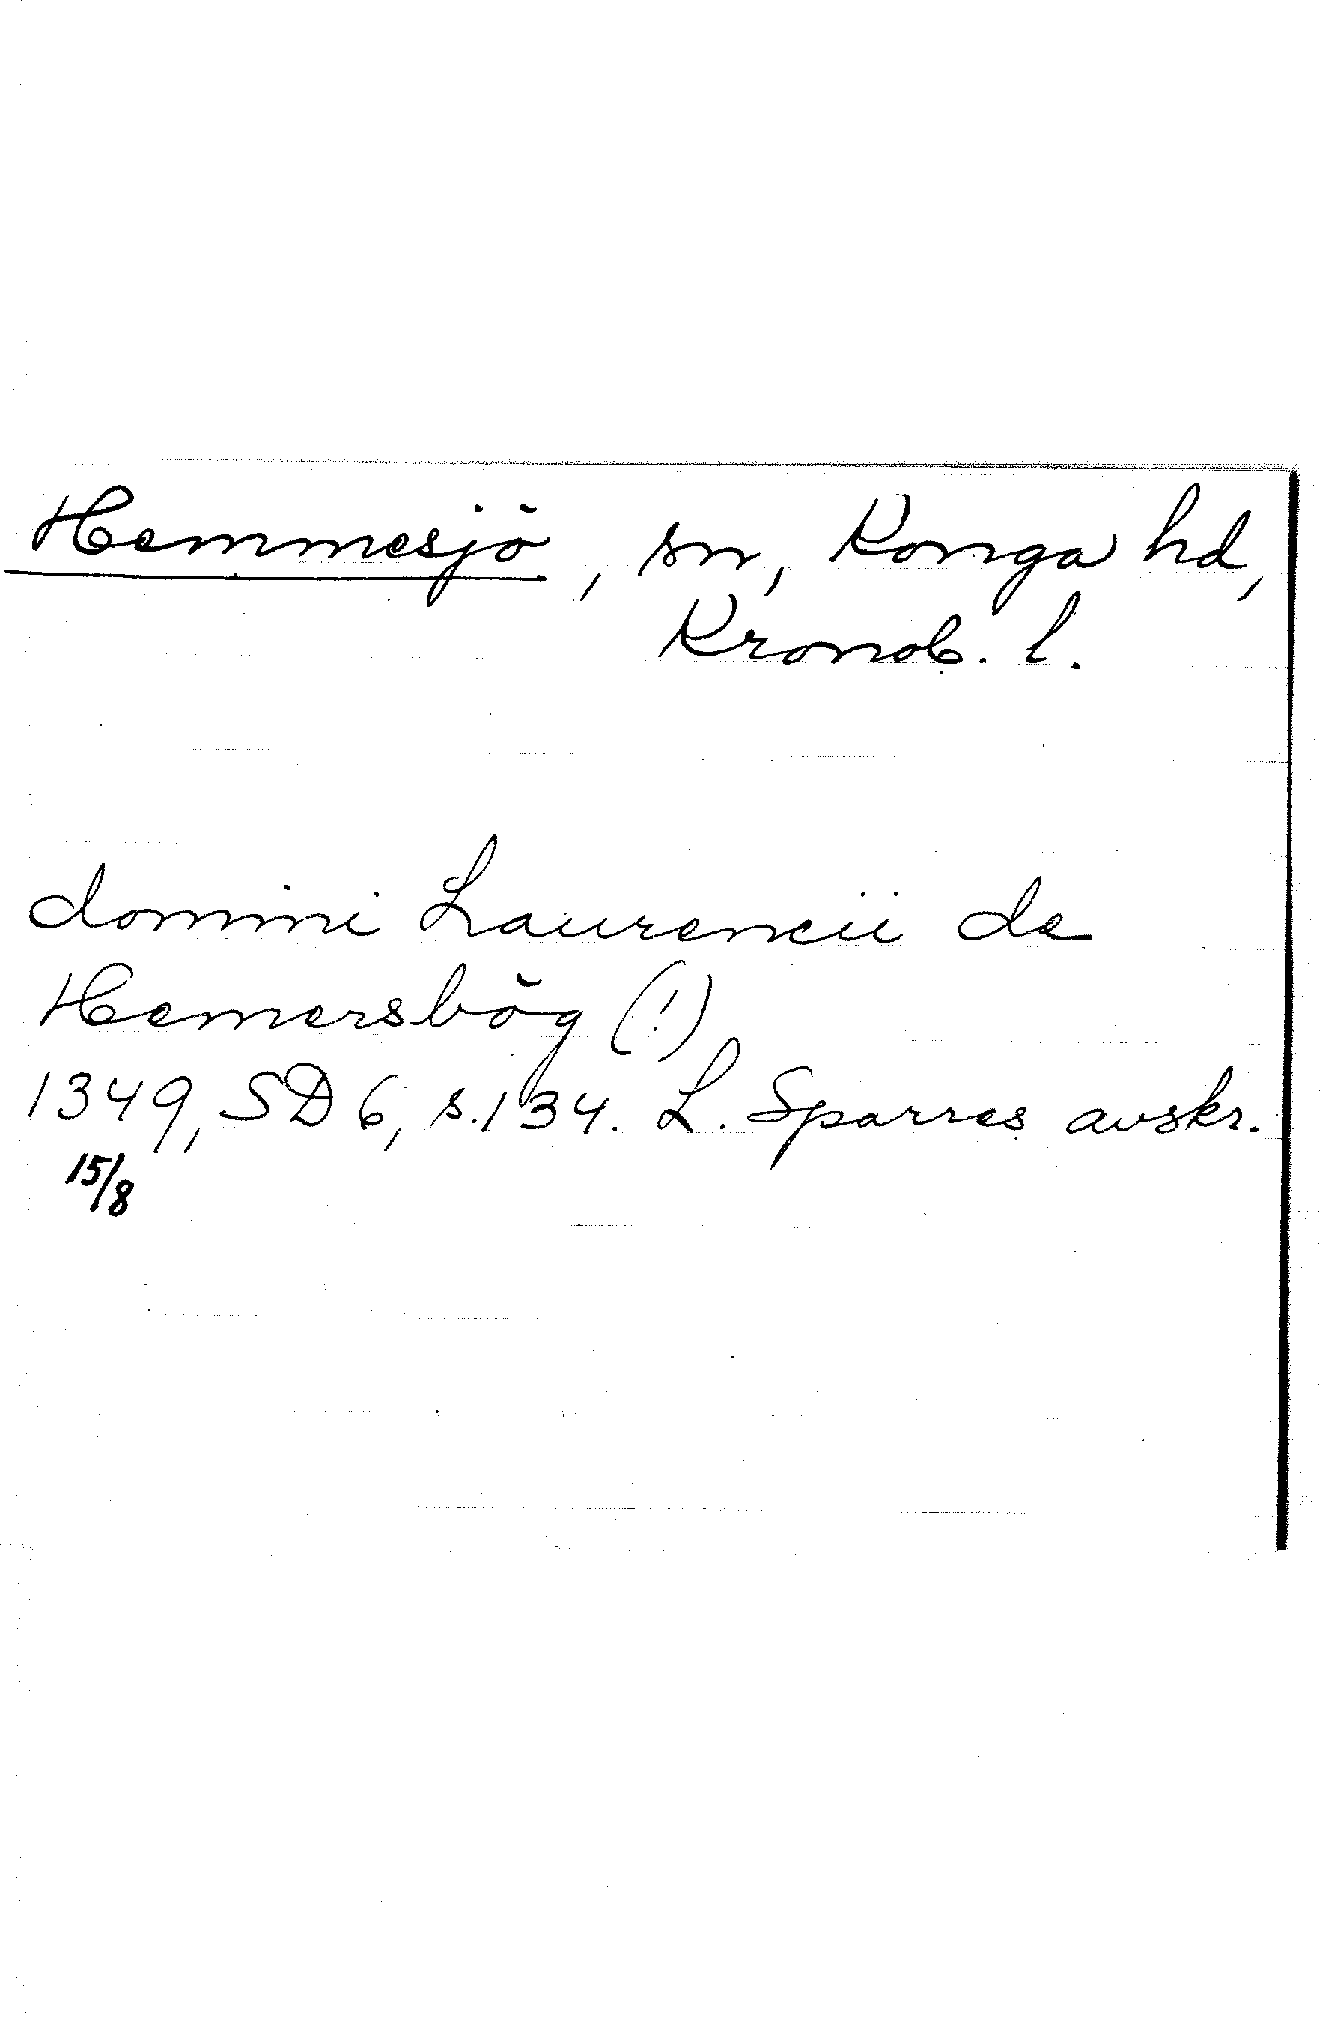 Hemmesjö, sn, Konga hd,
Kronob. l.
domini Laurencii de
Hemersbög (!)
1349, SD 6, s. 134. L. Sparres avskr.
15/8